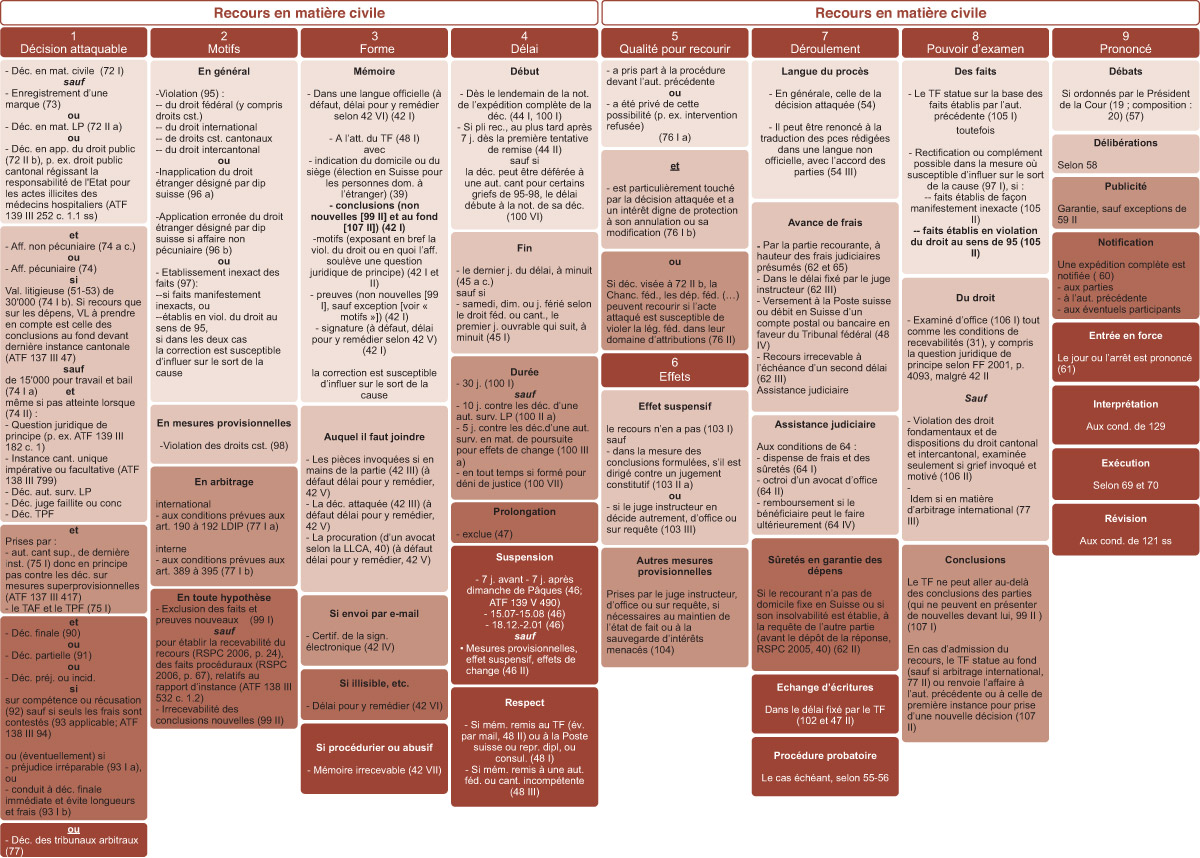 Recours en matière civile
Recours en matière civile
1
Décision attaquable
- Déc. en mat. civile (72 I)
sauf
- Enregistrement d'une
marque (73)
ou
- Déc. en mat. LP (72 II a)
ou
- Déc. en app. du droit public
(72 II b), p. ex. droit public
cantonal régissant la
responsabilité de l'Etat pour
les actes illicites des
médecins hospitaliers (ATF
139 III 252 c. 1.1 ss)
et
- Aff. non pécuniaire (74 a c.)
ou
- Aff. pécuniaire (74)
si
Val. litigieuse (51-53) de
30'000 (74 I b). Si recours que
sur les dépens, VL à prendre
en compte est celle des
conclusions au fond devant
dernière instance cantonale
(ATF 137 III 47)
sauf
de 15'000 pour travail et bail
(74 I a) et
même si pas atteinte lorsque
(74 II) :
- Question juridique de
principe (p. ex. ATF 139 III
182 c. 1)
- Instance cant. unique
impérative ou facultative (ATF
138 III 799)
- Déc. aut. surv. LP
- Déc. juge faillite ou conc
- Déc. TPF
et
Prises par :
- aut. cant sup., de dernière
inst. (75 I) donc en principe
pas contre les déc. sur
mesures superprovisionnelles
(ATF 137 III 417)
- le TAF et le TPF (75 I)
et
- Déc. finale (90)
ou
- Déc. partielle (91)
ou
- Déc. préj. ou incid.
si
sur compétence ou récusation
(92) sauf si seuls les frais sont
contestés (93 applicable; ATF
138 III 94)
ou (éventuellement) si
- préjudice irréparable (93 I a),
ou
- conduit à déc. finale
immédiate et évite longueurs
et frais (93 I b)
ou
- Déc. des tribunaux arbitraux
(77)
2
Motifs
En général
-Violation (95) :
-- du droit fédéral (y compris
droits cst.)
-- du droit international
-- de droits cst. cantonaux
-- du droit intercantonal
ou
-Inapplication du droit
étranger désigné par dip
suisse (96 a)
-Application erronée du droit
étranger désigné par dip
suisse si affaire non
pécuniaire (96 b)
ou
- Etablissement inexact des
faits (97):
--si faits manifestement
inexacts, ou
--établis en viol. du droit au
sens de 95,
si dans les deux cas
la correction est susceptible
d'influer sur le sort de la
cause
En mesures provisionnelles
-Violation des droits cst. (98)
En arbitrage
international
- aux conditions prévues aux
art. 190 à 192 LDIP (77 I a)
interne
- aux conditions prévues aux
art. 389 à 395 (77 I b)
En toute hypothèse
- Exclusion des faits et
preuves nouveaux (99 I)
sauf
pour établir la recevabilité du
recours (RSPC 2006, p. 24),
des faits procéduraux (RSPC
2006, p. 67), relatifs au
rapport d'instance (ATF 138 III
532 c. 1.2)
- Irrecevabilité des
conclusions nouvelles (99 II)
3
Forme
Mémoire
- Dans une langue officielle (à
défaut, délai pour y remédier
selon 42 VI) (42 I)
- A l'att. du TF (48 I)
avec
- indication du domicile ou du
siège (élection en Suisse pour
les personnes dom. à
l'étranger) (39)
- conclusions (non
nouvelles [99 II] et au fond
[107 II]) (42 I)
-motifs (exposant en bref la
viol. du droit ou en quoi l'aff.
soulève une question
juridique de principe) (42 I et
II)
- preuves (non nouvelles [99
I], sauf exception [voir «
motifs »]) (42 I)
- signature (à défaut, délai
pour y remédier selon 42 V)
(42 I)
la correction est susceptible
d'influer sur le sort de la
cause
Auquel il faut joindre
- Les pièces invoquées si en
mains de la partie (42 III) (à
défaut délai pour y remédier,
42 V)
- La déc. attaquée (42 III) (à
défaut délai pour y remédier,
42 V)
- La procuration (d'un avocat
selon la LLCA, 40) (à défaut
délai pour y remédier, 42 V)
Si envoi par e-mail
- Certif. de la sign.
électronique (42 IV)
Si illisible, etc.
- Délai pour y remédier (42 VI)
Si procédurier ou abusif
- Mémoire irrecevable (42 VII)
4
Délai
Début
- Dès le lendemain de la not.
de l'expédition complète de la
déc. (44 I, 100 I)
- Si pli rec., au plus tard après
7 j. dès la première tentative
de remise (44 II)
sauf si
la déc. peut être déférée à
une aut. cant pour certains
griefs de 95-98, le délai
débute à la not. de sa déc.
(100 VI)
Fin
- le dernier j. du délai, à minuit
(45 a c.)
sauf si
- samedi, dim. ou j. férié selon
le droit féd. ou cant., le
premier j. ouvrable qui suit, à
minuit (45 I)
Durée
- 30 j. (100 I)
sauf
- 10 j. contre les déc. d'une
aut. surv. LP (100 II a)
- 5 j. contre les déc.d'une aut.
surv. en mat. de poursuite
pour effets de change (100 III
a)
- en tout temps si formé pour
déni de justice (100 VII)
Prolongation
- exclue (47)
Suspension
- 7 j. avant - 7 j. après
dimanche de Pâques (46;
ATF 139 V 490)
- 15.07-15.08 (46)
- 18.12.-2.01 (46)
sauf
• Mesures provisionnelles,
effet suspensif, effets de
change (46 II)
Respect
- Si mém. remis au TF (év.
par mail, 48 II) ou à la Poste
suisse ou repr. dipl, ou
consul. (48 I)
- Si mém. remis à une aut.
féd. ou cant. incompétente
(48 III)
5
Qualité pour recourir
- a pris part à la procédure
devant l'aut. précédente
ou
- a été privé de cette
possibilité (p. ex. intervention
refusée)
(76 I a)
et
- est particulièrement touché
par la décision attaquée et a
un intérêt digne de protection
à son annulation ou sa
modification (76 I b)
ou
Si déc. visée à 72 II b, la
Chanc. féd., les dép. féd. (…)
peuvent recourir si l'acte
attaqué est susceptible de
violer la lég. féd. dans leur
domaine d'attributions (76 II)
6
Effets
Effet suspensif
le recours n'en a pas (103 I)
sauf
- dans la mesure des
conclusions formulées, s'il est
dirigé contre un jugement
constitutif (103 II a)
ou
- si le juge instructeur en
décide autrement, d'office ou
sur requête (103 III)
Autres mesures
provisionnelles
Prises par le juge instructeur,
d'office ou sur requête, si
nécessaires au maintien de
l'état de fait ou à la
sauvegarde d'intérêts
menacés (104)
7
Déroulement
Langue du procès
- En générale, celle de la
décision attaquée (54)
- Il peut être renoncé à la
traduction des pces rédigées
dans une langue non
officielle, avec l'accord des
parties (54 III)
Avance de frais
- Par la partie recourante, à
hauteur des frais judiciaires
présumés (62 et 65)
- Dans le délai fixé par le juge
instructeur (62 III)
- Versement à la Poste suisse
ou débit en Suisse d'un
compte postal ou bancaire en
faveur du Tribunal fédéral (48
IV)
- Recours irrecevable à
l'échéance d'un second délai
(62 III)
Assistance judiciaire
Assistance judiciaire
Aux conditions de 64 :
- dispense de frais et des
sûretés (64 I)
- octroi d'un avocat d'office
(64 II)
- remboursement si le
bénéficiaire peut le faire
ultérieurement (64 IV)
Sûretés en garantie des
dépens
Si le recourant n'a pas de
domicile fixe en Suisse ou si
son insolvabilité est établie, à
la requête de l'autre partie
(avant le dépôt de la réponse,
RSPC 2005, 40) (62 II)
Echange d'écritures
Dans le délai fixé par le TF
(102 et 47 II)
Procédure probatoire
Le cas échéant, selon 55-56
8
Pouvoir d'examen
Des faits
- Le TF statue sur la base des
faits établis par l'aut.
précédente (105 I)
toutefois
- Rectification ou complément
possible dans la mesure où
susceptible d'influer sur le sort
de la cause (97 I), si :
-- faits établis de façon
manifestement inexacte (105
II)
-- faits établis en violation
du droit au sens de 95 (105
II)
Du droit
- Examiné d'office (106 I) tout
comme les conditions de
recevabilités (31), y compris
la question juridique de
principe selon FF 2001, p.
4093, malgré 42 II
Sauf
- Violation des droit
fondamentaux et de
dispositions du droit cantonal
et intercantonal, examinée
seulement si grief invoqué et
motivé (106 II)
-
Idem si en matière
d'arbitrage international (77
III)
Conclusions
Le TF ne peut aller au-delà
des conclusions des parties
(qui ne peuvent en présenter
de nouvelles devant lui, 99 II )
(107 I)
En cas d'admission du
recours, le TF statue au fond
(sauf si arbitrage international,
77 II) ou renvoie l'affaire à
l'aut. précédente ou à celle de
première instance pour prise
d'une nouvelle décision (107
II)
9
Prononcé
Débats
Si ordonnés par le Président
de la Cour (19 ; composition :
20) (57)
Délibérations
Selon 58
Publicité
Garantie, sauf exceptions de
59 II
Notification
Une expédition complète est
notifiée ( 60)
- aux parties
- à l'aut. précédente
- aux éventuels participants
Entrée en force
Le jour ou l'arrêt est prononcé
(61)
Interprétation
Aux cond. de 129
Exécution
Selon 69 et 70
Révision
Aux cond. de 121 ss